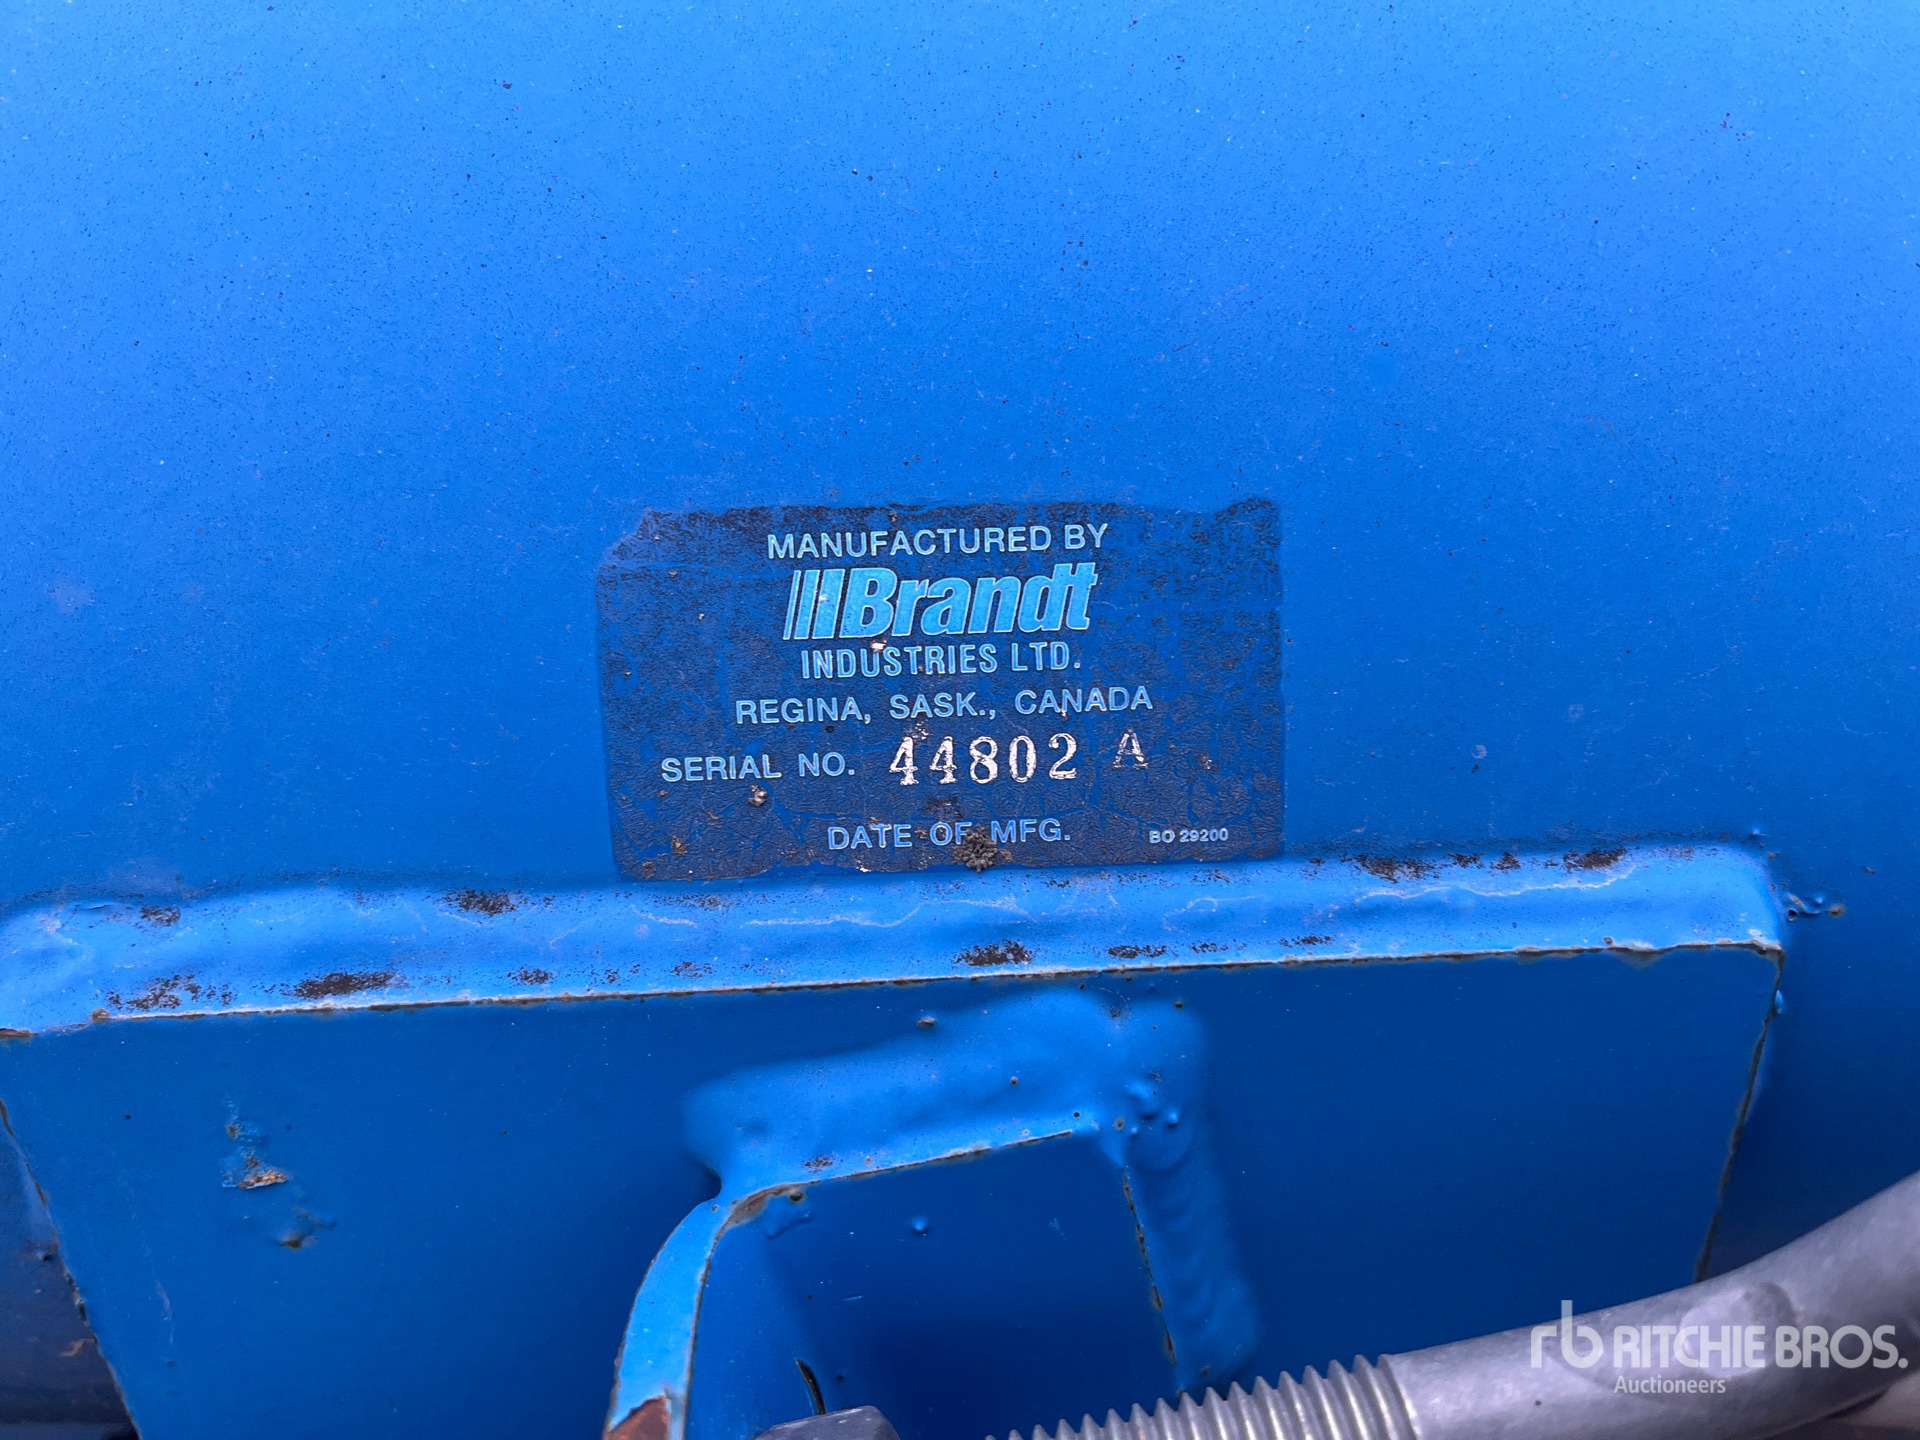 MANUFACTURED BY
Brandt
INDUSTRIES LTD.
REGINA, SASK., CANADA
SERIAL NO. 44802 A
DATE OF MFG. BO 29200
rb RITCHIE BROS.
Auctioneers